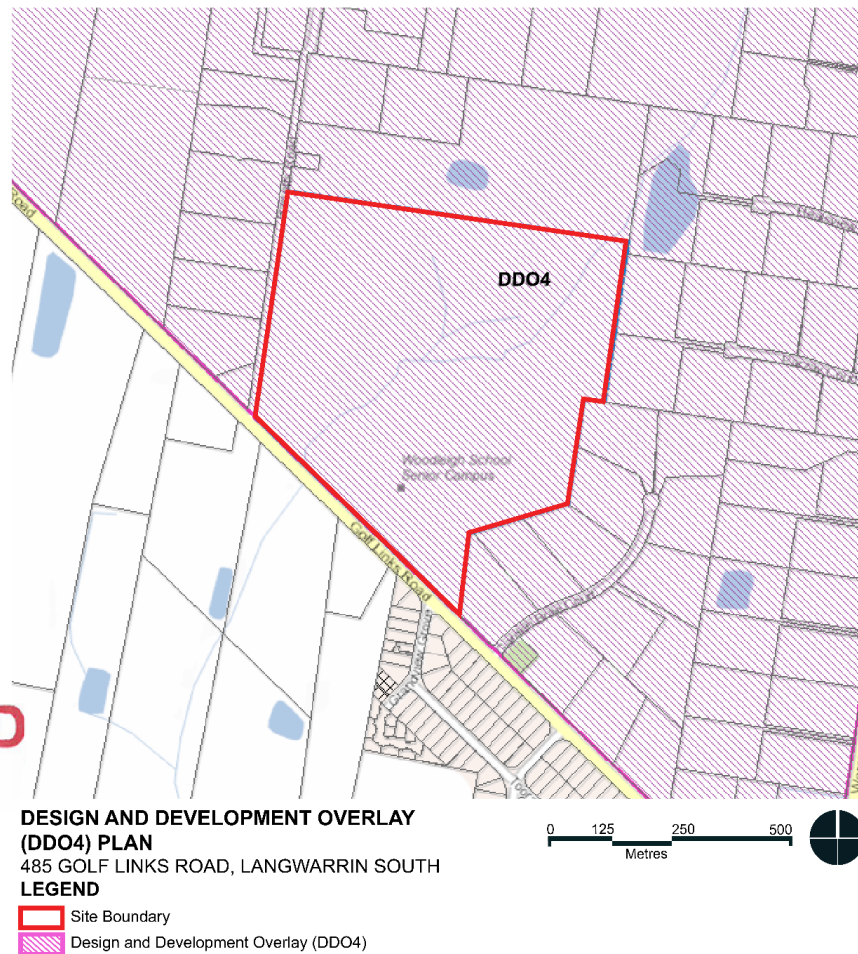 Road
DDO4
Woodleigh School
Senior Campus
Golf Links Road
DESIGN AND DEVELOPMENT OVERLAY
(DDO4) PLAN
485 GOLF LINKS ROAD, LANGWARRIN SOUTH
LEGEND
Site Boundary
Design and Development Overlay (DDO4)
0 125 250 500
Metres